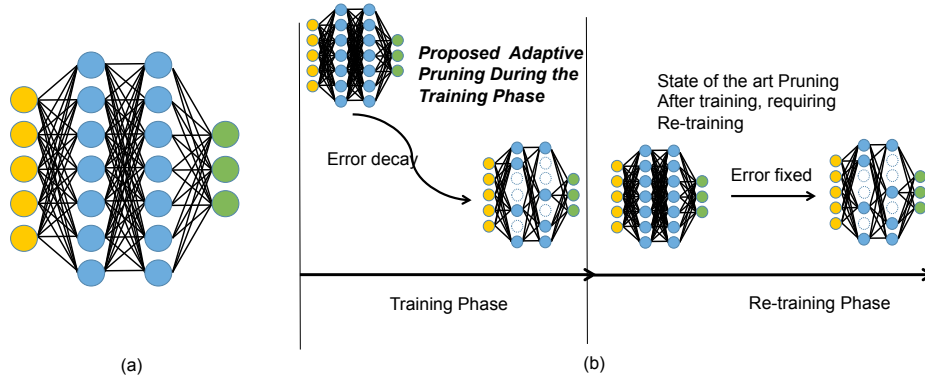 Proposed Adaptive
Pruning During the
Training Phase
State of the art Pruning
After training, requiring
Re-training
Error decay
Error fixed
Training Phase
Re-training Phase
(a)
(b)